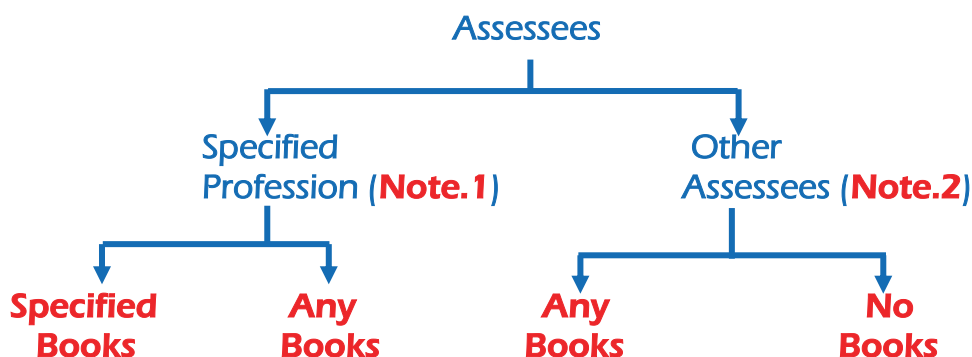 Assessees
Specified
Profession (Note.1)
Other
Assessees (Note.2)
Specified
Books
Any
Books
Any
Books
No
Books